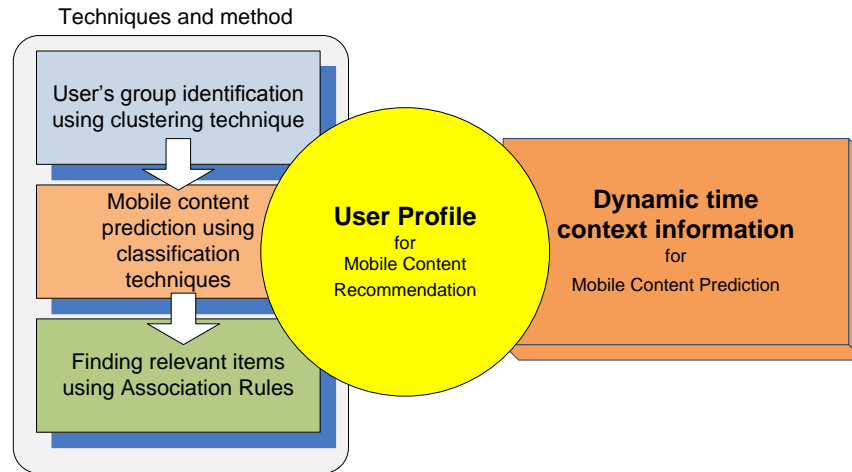 Techniques and method
User's group identification
using clustering technique
Mobile content
prediction using
classification
techniques
Finding relevant items
using Association Rules
User Profile
for
Mobile Content
Recommendation
Dynamic time
context information
for
Mobile Content Prediction